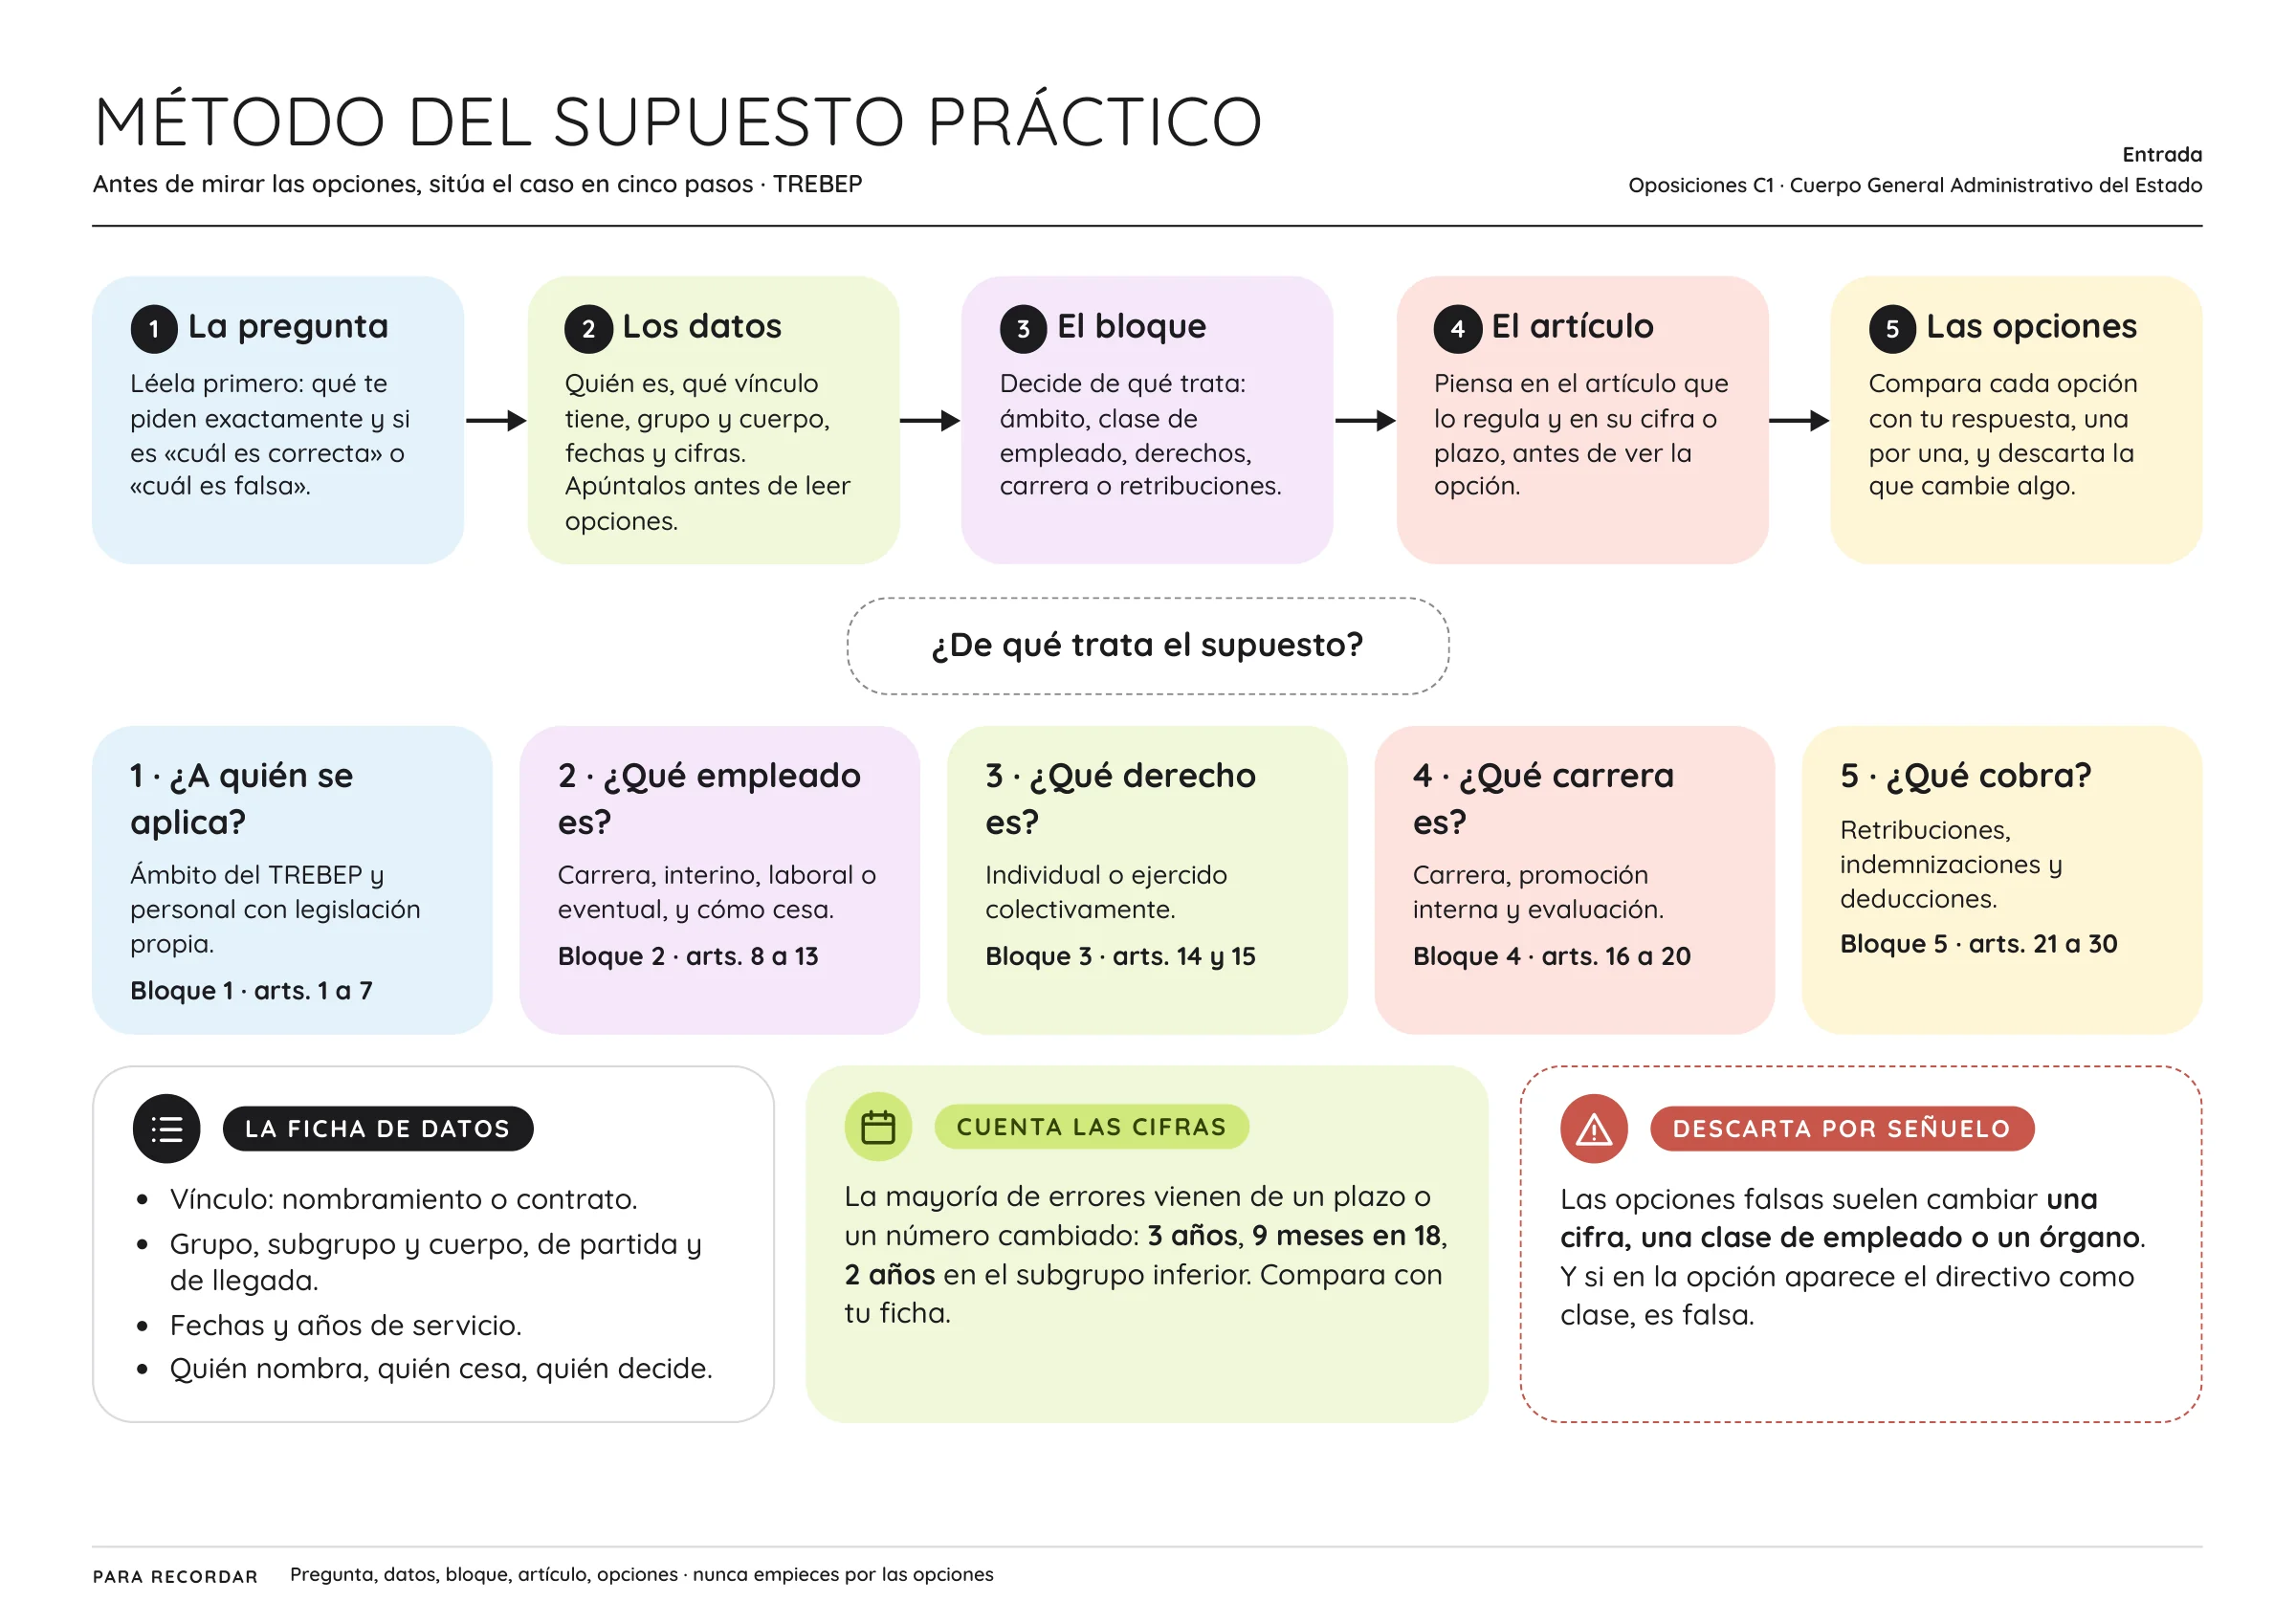 MÉTODO DEL SUPUESTO PRÁCTICO
Antes de mirar las opciones, sitúa el caso en cinco pasos · TREBEP
Entrada
Oposiciones C1 · Cuerpo General Administrativo del Estado
1 La pregunta
Léela primero: qué te
piden exactamente y si
es «cuál es correcta» o
«cuál es falsa».
2 Los datos
Quién es, qué vínculo
tiene, grupo y cuerpo,
fechas y cifras.
Apúntalos antes de leer
opciones.
3 El bloque
Decide de qué trata:
ámbito, clase de
empleado, derechos,
carrera o retribuciones.
4 El artículo
Piensa en el artículo que
lo regula y en su cifra o
plazo, antes de ver la
opción.
5 Las opciones
Compara cada opción
con tu respuesta, una
por una, y descarta la
que cambie algo.
¿De qué trata el supuesto?
1 · ¿A quién se
aplica?
Ámbito del TREBEP y
personal con legislación
propia.
Bloque 1 · arts. 1 a 7
2 · ¿Qué empleado
es?
Carrera, interino, laboral o
eventual, y cómo cesa.
Bloque 2 · arts. 8 a 13
3 · ¿Qué derecho
es?
Individual o ejercido
colectivamente.
Bloque 3 · arts. 14 y 15
4 · ¿Qué carrera
es?
Carrera, promoción
interna y evaluación.
Bloque 4 · arts. 16 a 20
5 · ¿Qué cobra?
Retribuciones,
indemnizaciones y
deducciones.
Bloque 5 · arts. 21 a 30
LA FICHA DE DATOS
• Vínculo: nombramiento o contrato.
• Grupo, subgrupo y cuerpo, de partida y
de llegada.
• Fechas y años de servicio.
• Quién nombra, quién cesa, quién decide.
CUENTA LAS CIFRAS
La mayoría de errores vienen de un plazo o
un número cambiado: 3 años, 9 meses en 18,
2 años en el subgrupo inferior. Compara con
tu ficha.
DESCARTA POR SEÑUELO
Las opciones falsas suelen cambiar una
cifra, una clase de empleado o un órgano.
Y si en la opción aparece el directivo como
clase, es falsa.
PARA RECORDAR Pregunta, datos, bloque, artículo, opciones · nunca empieces por las opciones